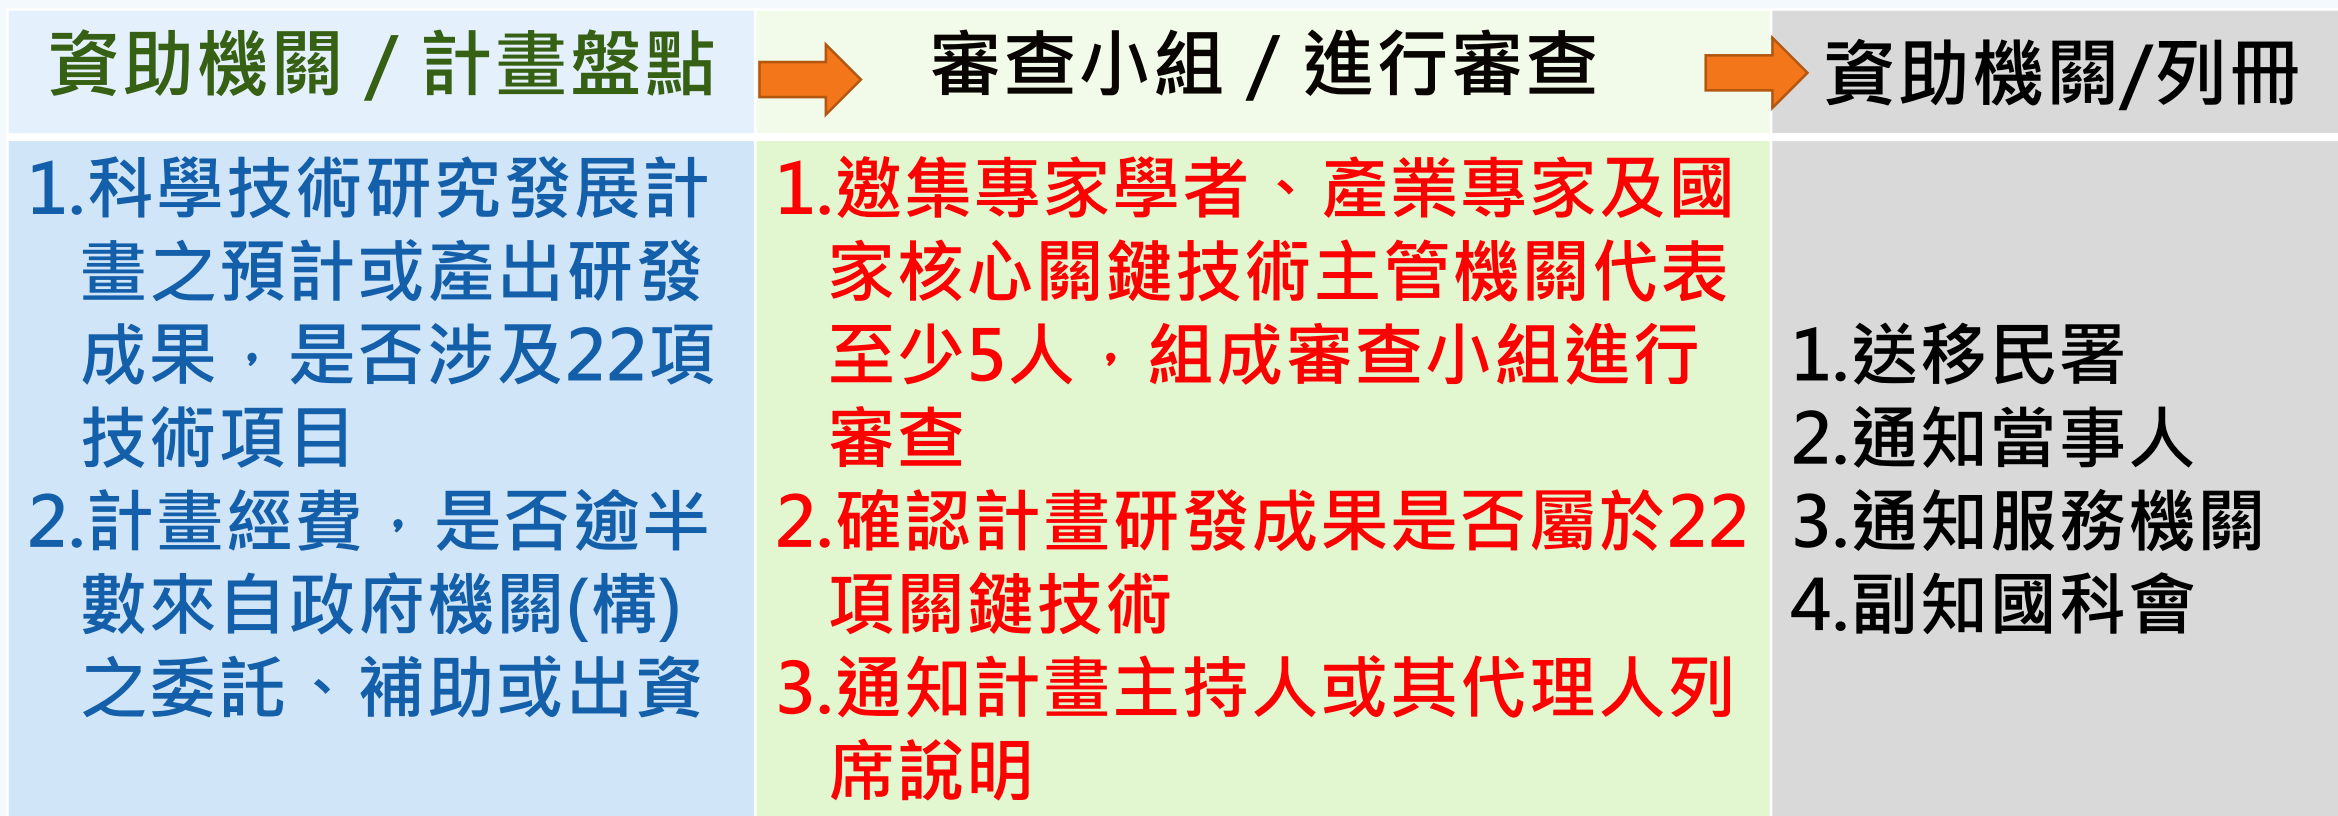 資助機關 / 計畫盤點
審查小組 / 進行審查
資助機關/列冊
1.科學技術研究發展計
畫之預計或產出研發
成果，是否涉及22項
技術項目
2.計畫經費，是否逾半
數來自政府機關(構)
之委託、補助或出資
1.邀集專家學者、產業專家及國
家核心關鍵技術主管機關代表
至少5人，組成審查小組進行
審查
2.確認計畫研發成果是否屬於22
項關鍵技術
3.通知計畫主持人或其代理人列
席說明
1.送移民署
2.通知當事人
3.通知服務機關
4.副知國科會